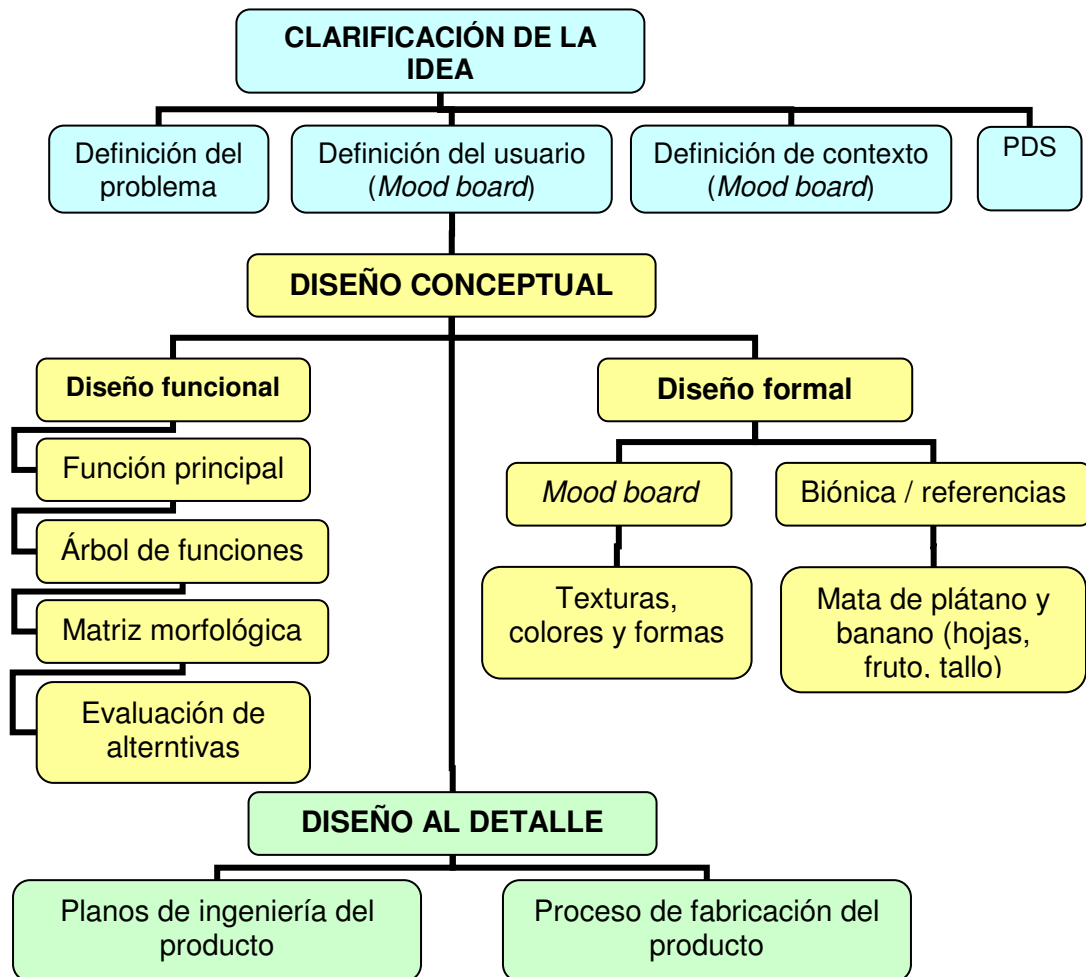 CLARIFICACIÓN DE LA
IDEA
Definición del
problema
Definición del usuario
(Mood board)
Definición de contexto
(Mood board)
PDS
DISEÑO CONCEPTUAL
Diseño funcional
Función principal
Árbol de funciones
Matriz morfológica
Evaluación de
alterntivas
Diseño formal
Mood board
Texturas,
colores y formas
Biónica / referencias
Mata de plátano y
banano (hojas,
fruto, tallo)
DISEÑO AL DETALLE
Planos de ingeniería del
producto
Proceso de fabricación del
producto